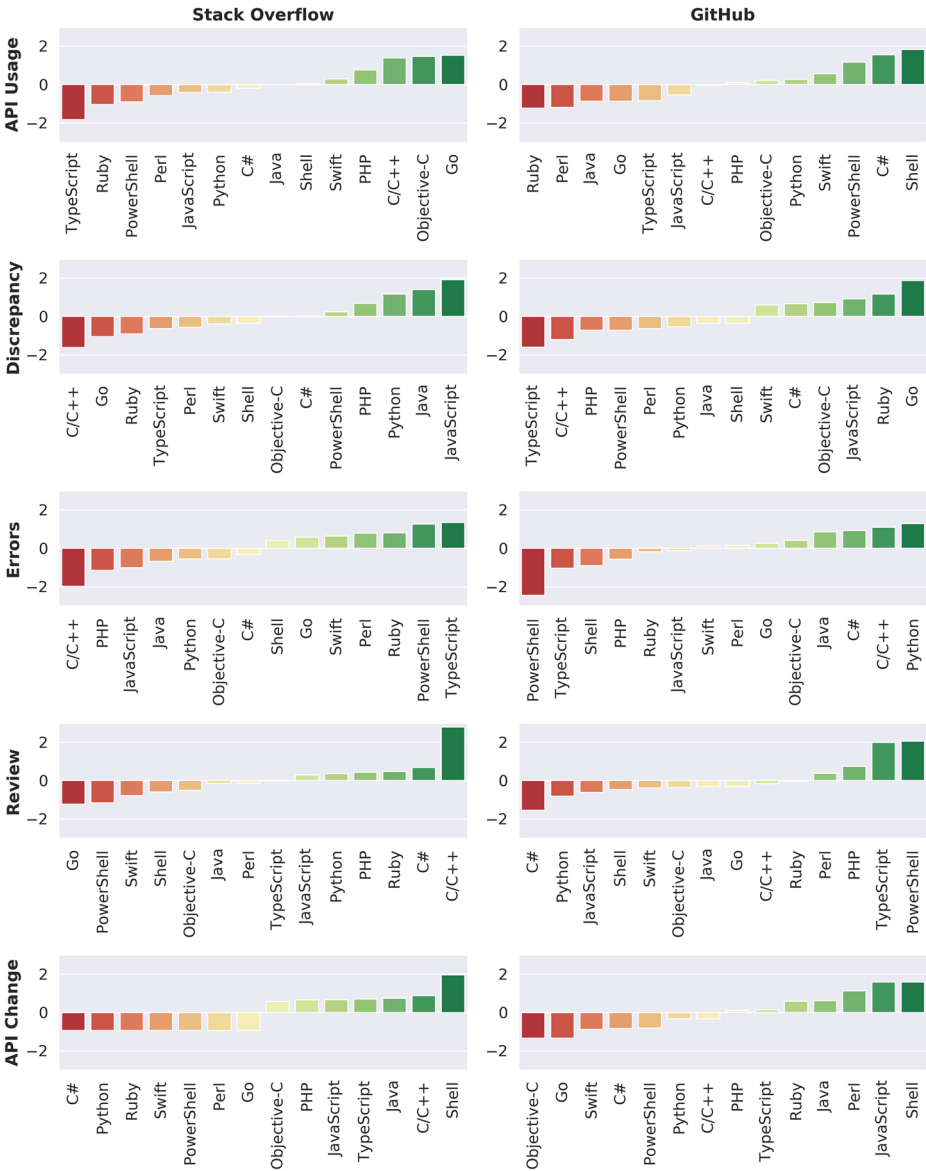 Stack Overflow
GitHub
API Usage
2
0
−2
TypeScript
Ruby
PowerShell
Perl
JavaScript
Python
C#
Java
Shell
Swift
PHP
C/C++
Objective-C
Go
2
0
−2
Ruby
Perl
Java
Go
TypeScript
JavaScript
C/C++
PHP
Objective-C
Python
Swift
PowerShell
C#
Shell
Discrepancy
2
0
−2
C/C++
Go
Ruby
TypeScript
Perl
Swift
Shell
Objective-C
C#
PowerShell
PHP
Python
Java
JavaScript
2
0
−2
TypeScript
C/C++
PHP
PowerShell
Perl
Python
Java
Shell
Swift
C#
Objective-C
JavaScript
Ruby
Go
Errors
2
0
−2
C/C++
PHP
JavaScript
Java
Python
Objective-C
C#
Shell
Go
Swift
Perl
Ruby
PowerShell
TypeScript
2
0
−2
PowerShell
TypeScript
Shell
PHP
Ruby
JavaScript
Swift
Perl
Go
Objective-C
Java
C#
C/C++
Python
Review
2
0
−2
Go
PowerShell
Swift
Shell
Objective-C
Java
Perl
TypeScript
JavaScript
Python
PHP
Ruby
C#
C/C++
2
0
−2
C#
Python
JavaScript
Shell
Swift
Objective-C
Java
Go
C/C++
Ruby
Perl
PHP
TypeScript
PowerShell
API Change
2
0
−2
C#
Python
Ruby
Swift
PowerShell
Perl
Go
Objective-C
PHP
JavaScript
TypeScript
Java
C/C++
Shell
2
0
−2
Objective-C
Go
Swift
C#
PowerShell
Python
Java
PHP
TypeScript
Ruby
C/C++
Perl
JavaScript
Shell